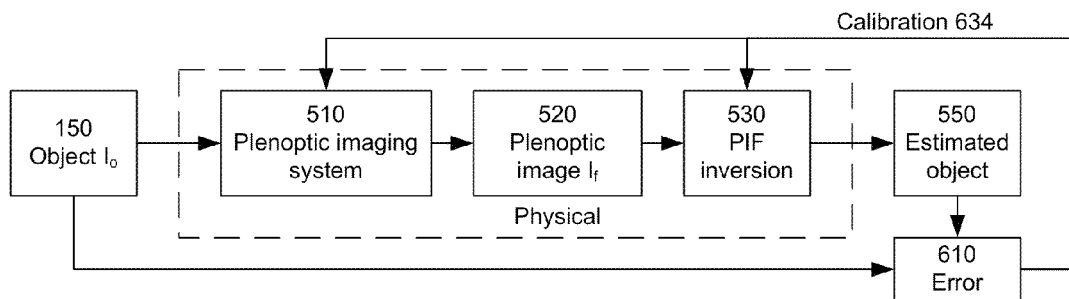 Calibration 634
150
Object Iₒ
510
Plenoptic imaging
system
520
Plenoptic
image I_f
530
PIF
inversion
550
Estimated
object
Physical
610
Error